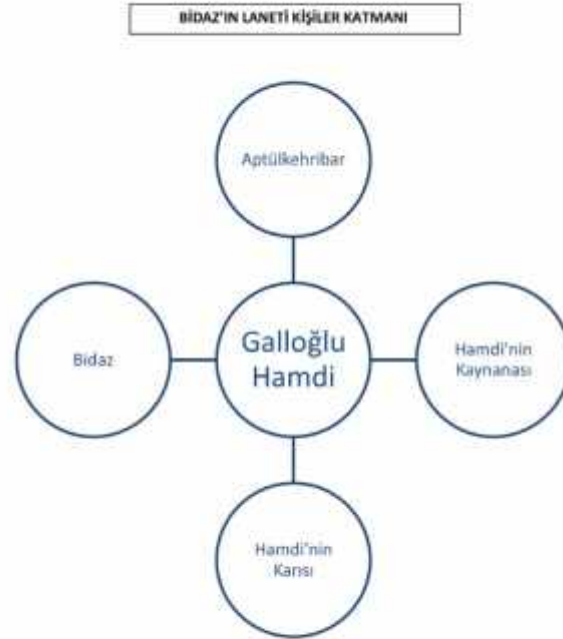 BİDAZ'IN LANETİ KİŞİLER KATMANI
Aptülkehribar
Bidaz
Galloğlu
Hamdi
Hamdi'nin
Kaynanası
Hamdi'nin
Karısı